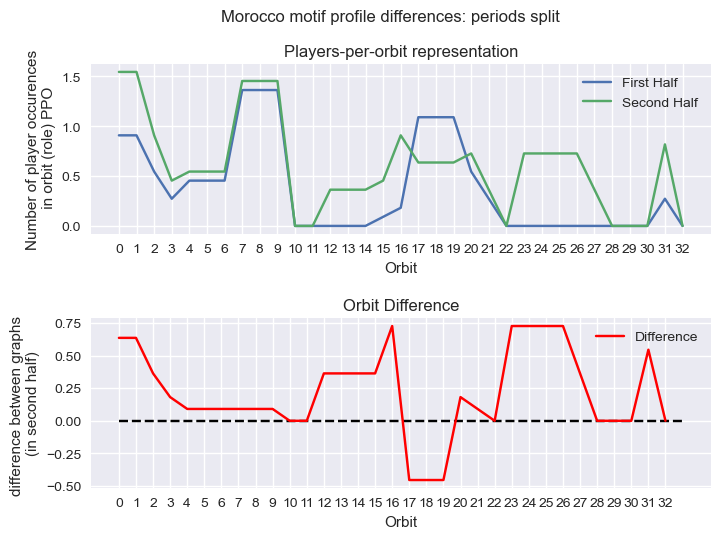 Morocco motif profile differences: periods split
Players-per-orbit representation
Number of player occurences
in orbit (role) PPO
1.5
1.0
0.5
0.0
First Half
Second Half
0 1 2 3 4 5 6 7 8 9 10 11 12 13 14 15 16 17 18 19 20 21 22 23 24 25 26 27 28 29 30 31 32
Orbit
Orbit Difference
difference between graphs
(in second half)
0.75
0.50
0.25
0.00
−0.25
−0.50
Difference
0 1 2 3 4 5 6 7 8 9 10 11 12 13 14 15 16 17 18 19 20 21 22 23 24 25 26 27 28 29 30 31 32
Orbit